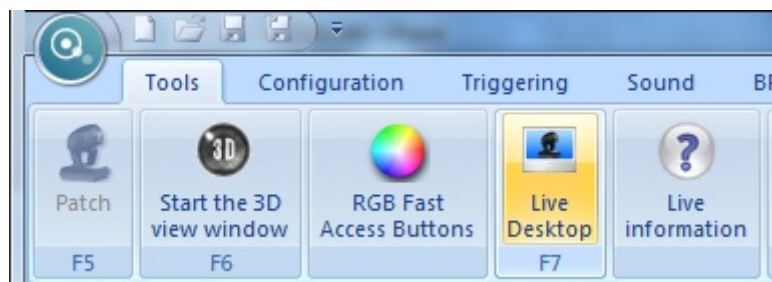 Tools Configuration Triggering Sound
3D
Patch Start the 3D RGB Fast Live Live
view window Access Buttons Desktop information
F5 F6 F7